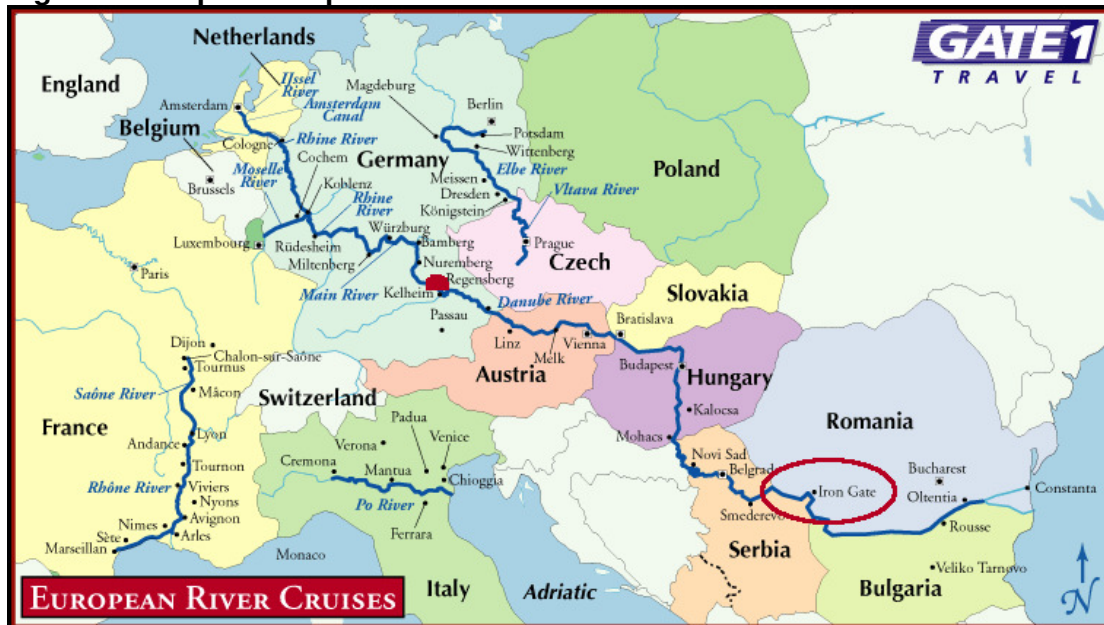 Netherlands
England
IJssel
River
Amsterdam
Amsterdam
Canal
Belgium
Cologne
Rhine River
Cochem
Moselle
River
Koblenz
Brussels
Rhine
River
Luxembourg
Rüdesheim
Miltenberg
Würzburg
Main River
Bamberg
Nuremberg
Regensberg
Kelheim
Passau
Germany
Magdeburg
Berlin
Potsdam
Wittenberg
Elbe River
Meissen
Dresden
Königstein
Vltava River
Prague
Czech
Poland
GATE 1
TRAVEL
Slovakia
Danube River
Bratislava
Linz
Melk
Vienna
Austria
Budapest
Hungary
Kalocsa
Mohacs
Switzerland
Paris
Dijon
Chalon-sur-Saône
Tournus
Saône River
Mâcon
France
Lyon
Andance
Tournon
Rhône River
Viviers
Nyons
Avignon
Nimes
Arles
Sète
Marseillan
Monaco
Padua
Venice
Verona
Cremona
Mantua
Chioggia
Po River
Ferrara
Italy
Adriatic
Novi Sad
Belgrad
Smederevo
Serbia
Iron Gate
Romania
Bucharest
Oltentia
Constanta
Rousse
Veliko Tarnovo
Bulgaria
N
EUROPEAN RIVER CRUISES